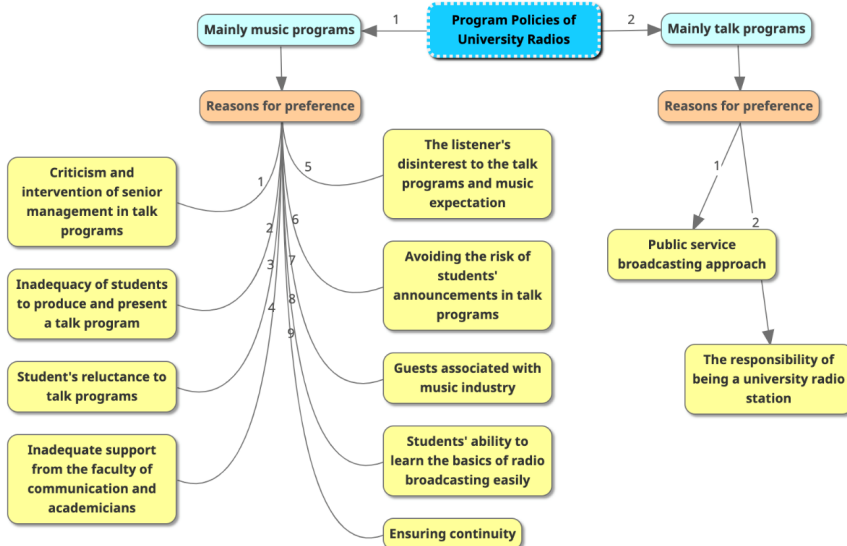 Program Policies of
University Radios
1
2
Mainly music programs
Mainly talk programs
Reasons for preference
Reasons for preference
1
Criticism and
intervention of senior
management in talk
programs
2
Inadequacy of students
to produce and present
a talk program
3
Student's reluctance to
talk programs
4
Inadequate support
from the faculty of
communication and
academicians
5
The listener's
disinterest to the talk
programs and music
expectation
6
Avoiding the risk of
students'
announcements in talk
programs
7
Guests associated with
music industry
8
Students' ability to
learn the basics of radio
broadcasting easily
9
Ensuring continuity
1
Public service
broadcasting approach
2
The responsibility of
being a university radio
station